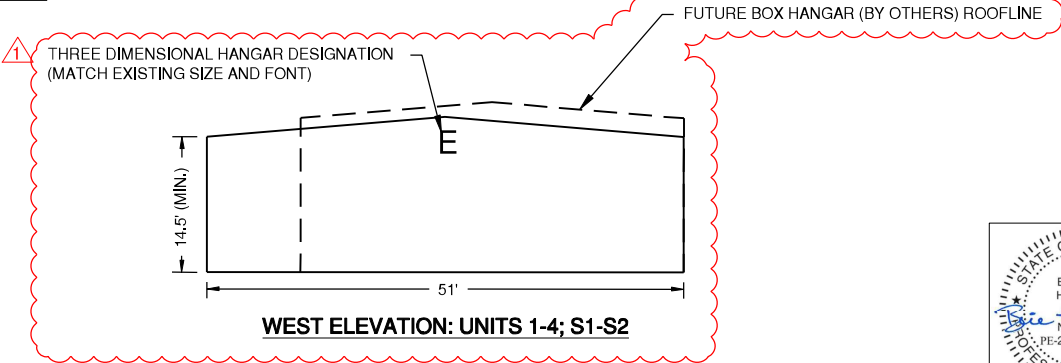 FUTURE BOX HANGAR (BY OTHERS) ROOFLINE
1
THREE DIMENSIONAL HANGAR DESIGNATION
(MATCH EXISTING SIZE AND FONT)
E
14.5' (MIN.)
51'
WEST ELEVATION: UNITS 1-4; S1-S2
STATE